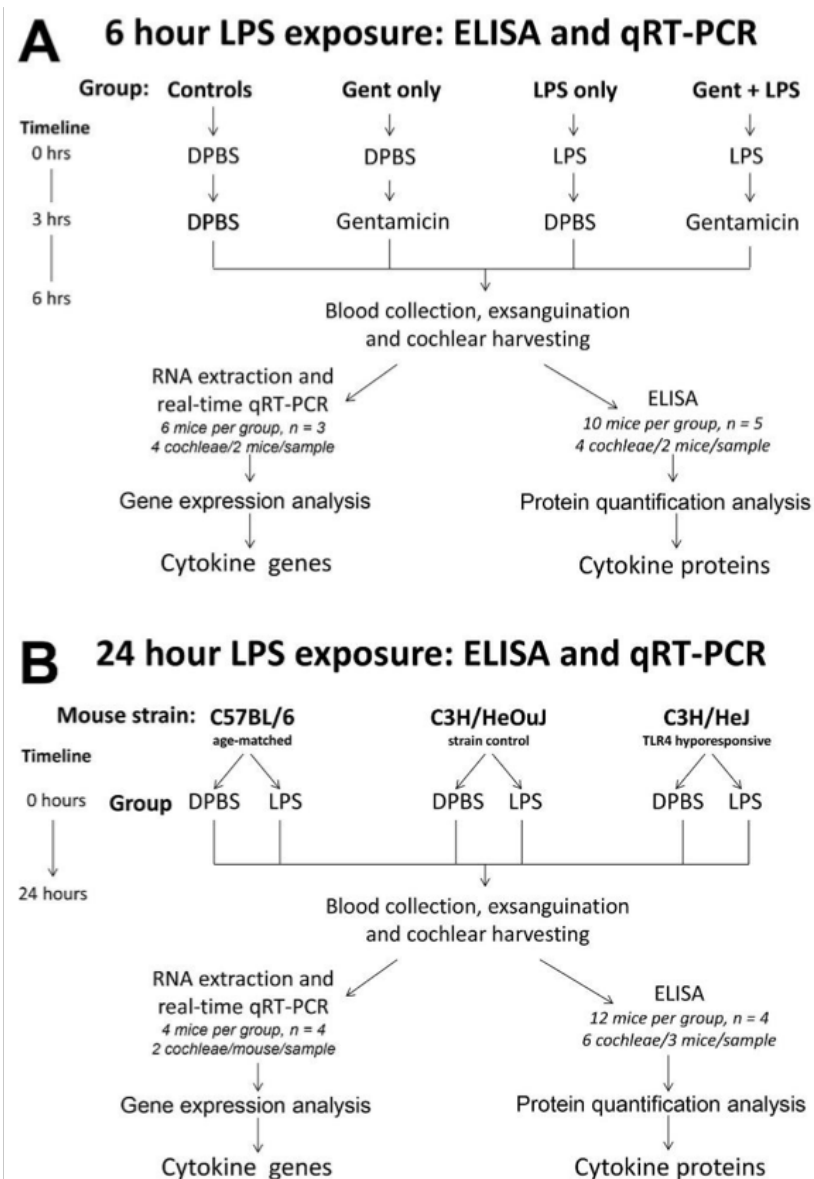 A 6 hour LPS exposure: ELISA and qRT-PCR
Group: Controls Gent only LPS only Gent + LPS
Timeline
0 hrs DPBS DPBS LPS LPS
3 hrs DPBS Gentamicin DPBS Gentamicin
6 hrs
Blood collection, exsanguination
and cochlear harvesting
RNA extraction and
real-time qRT-PCR
6 mice per group, n = 3
4 cochleae/2 mice/sample
Gene expression analysis
Cytokine genes
ELISA
10 mice per group, n = 5
4 cochleae/2 mice/sample
Protein quantification analysis
Cytokine proteins
B 24 hour LPS exposure: ELISA and qRT-PCR
Mouse strain: C57BL/6 C3H/HeOuJ C3H/HeJ
age-matched strain control TLR4 hyporesponsive
Timeline
0 hours Group DPBS LPS DPBS LPS DPBS LPS
24 hours
Blood collection, exsanguination
and cochlear harvesting
RNA extraction and
real-time qRT-PCR
4 mice per group, n = 4
2 cochleae/mouse/sample
Gene expression analysis
Cytokine genes
ELISA
12 mice per group, n = 4
6 cochleae/3 mice/sample
Protein quantification analysis
Cytokine proteins